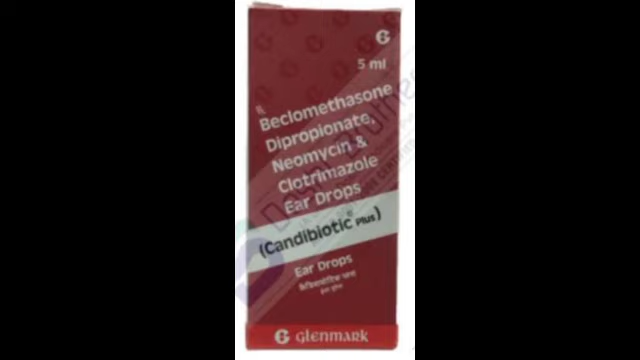 5 ml
Beclomethasone
Dipropionate,
Neomycin &
Clotrimazole
Ear Drops
(Candibiotic® Plus)
Ear Drops
Glenmark